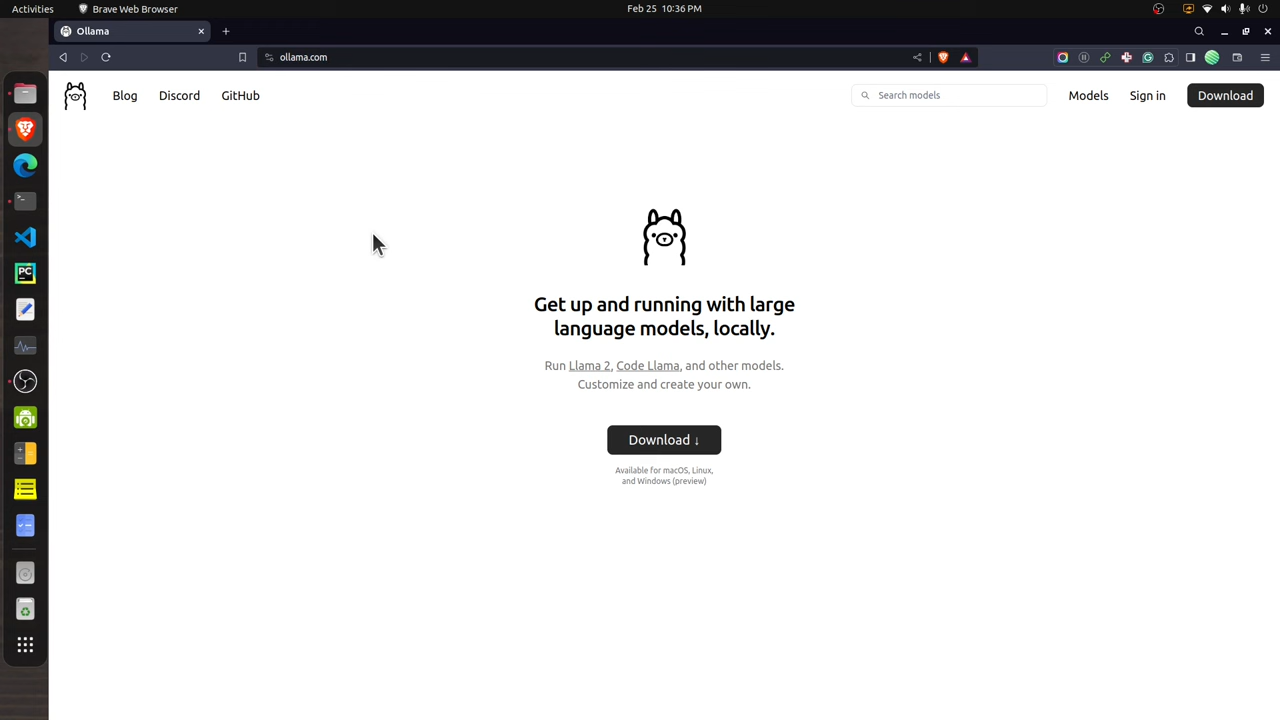 Activities
Brave Web Browser
Feb 25 10:36 PM
Ollama
ollama.com
Blog
Discord
GitHub
Search models
Models
Sign in
Download
PC
Get up and running with large
language models, locally.
Run Llama 2, Code Llama, and other models.
Customize and create your own.
Download ↓
Available for macOS, Linux,
and Windows (preview)